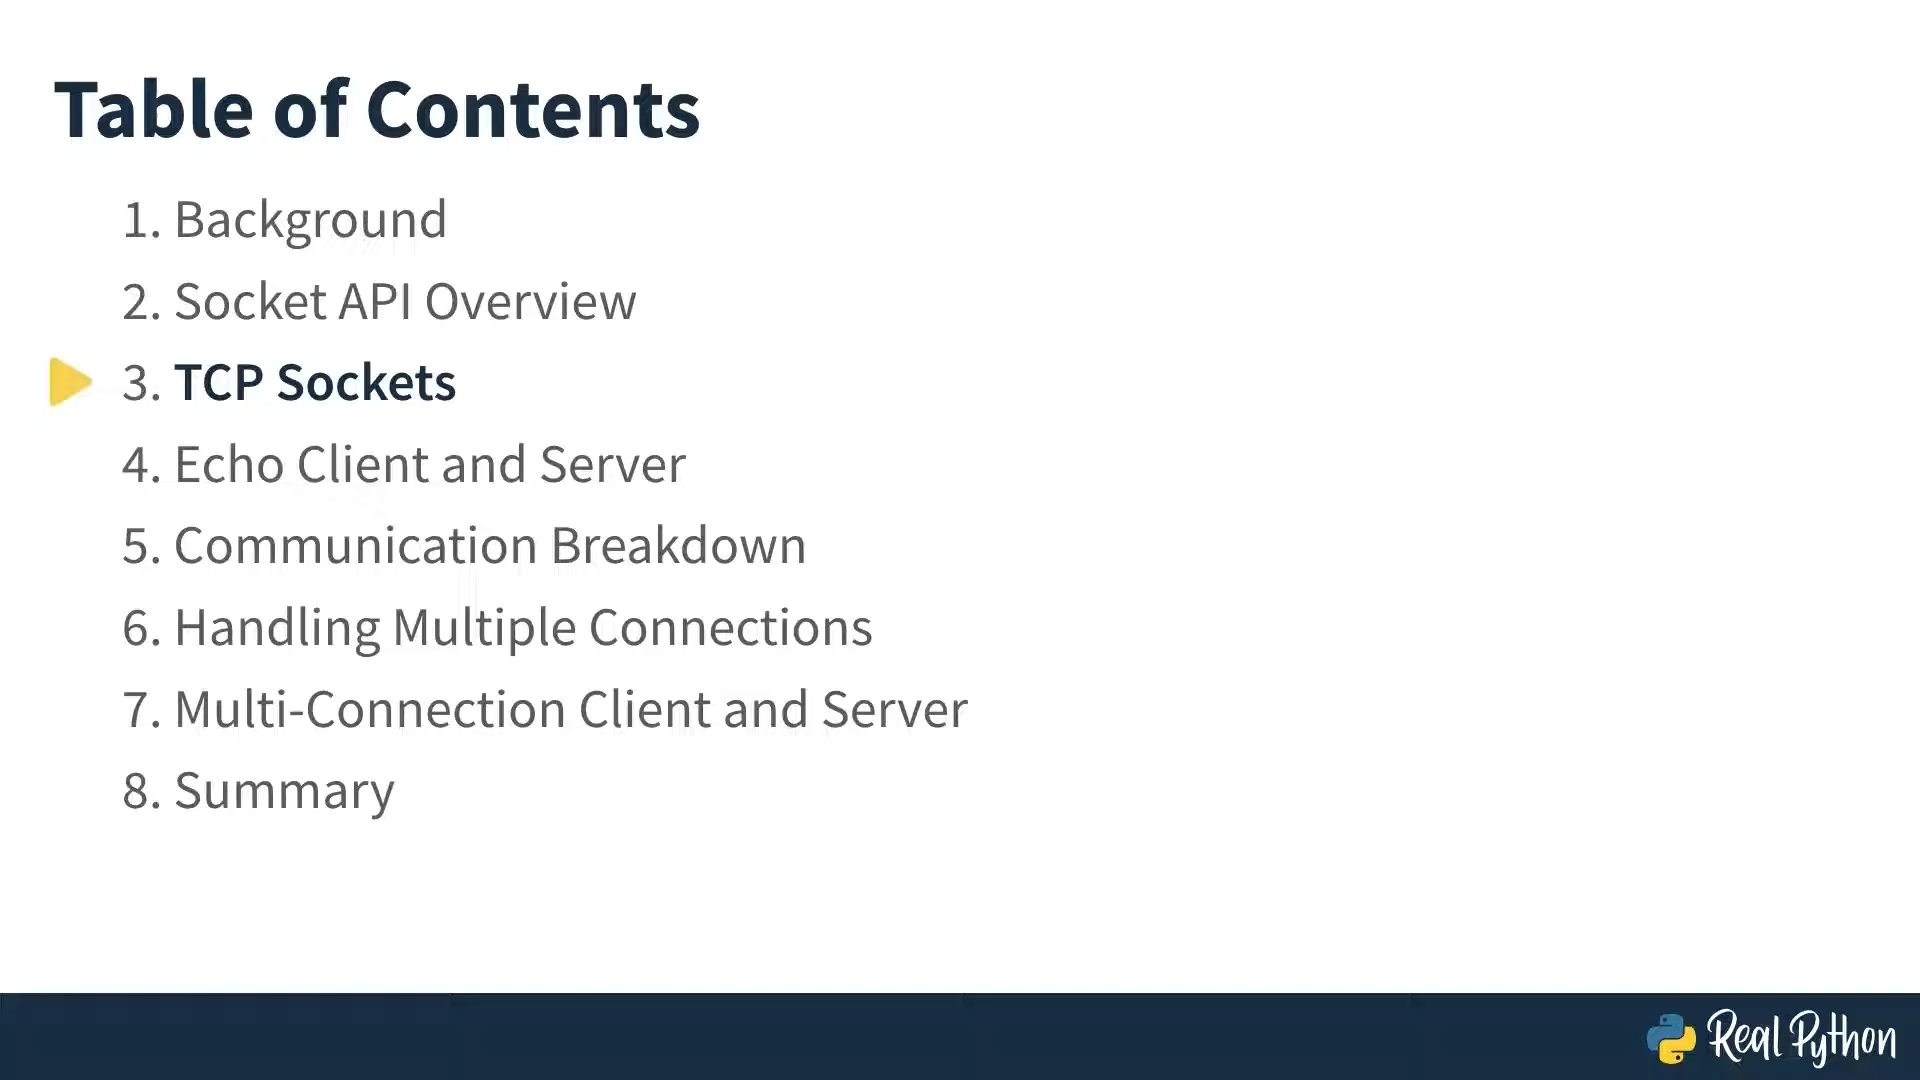 Table of Contents
1. Background
2. Socket API Overview
3. TCP Sockets
4. Echo Client and Server
5. Communication Breakdown
6. Handling Multiple Connections
7. Multi-Connection Client and Server
8. Summary
Real Python